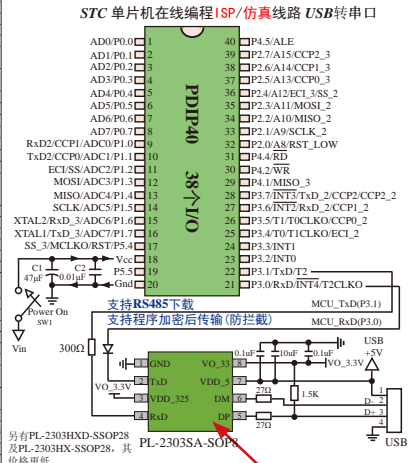 STC 单片机在线编程ISP/仿真线路 USB转串口
AD0/P0.0 1
AD1/P0.1 2
AD2/P0.2 3
AD3/P0.3 4
AD4/P0.4 5
AD5/P0.5 6
AD6/P0.6 7
AD7/P0.7 8
RxD2/CCP1/ADC0/P1.0 9
TxD2/CCP0/ADC1/P1.1 10
ECI/SS/ADC2/P1.2 11
MOSI/ADC3/P1.3 12
MISO/ADC4/P1.4 13
SCLK/ADC5/P1.5 14
XTAL2/RxD_3/ADC6/P1.6 15
XTAL1/TxD_3/ADC7/P1.7 16
SS_3/MCLKO/RST/P5.4 17
Vcc 18
P5.5 19
Gnd 20
PDIP40 38个I/O
40 P4.5/ALE
39 P2.7/A15/CCP2_3
38 P2.6/A14/CCP1_3
37 P2.5/A13/CCP0_3
36 P2.4/A12/ECI_3/SS_2
35 P2.3/A11/MOSI_2
34 P2.2/A10/MISO_2
33 P2.1/A9/SCLK_2
32 P2.0/A8/RST_LOW
31 P4.4/RD
30 P4.2/WR
29 P4.1/MISO_3
28 P3.7/INT3/TxD_2/CCP2/CCP2_2
27 P3.6/INT2/RxD_2/CCP1_2
26 P3.5/T1/T0CLKO/CCP0_2
25 P3.4/T0/T1CLKO/ECI_2
24 P3.3/INT1
23 P3.2/INT0
22 P3.1/TxD/T2
21 P3.0/RxD/INT4/T2CLKO
C1
47μF
C2
0.01μF
Power On
SW1
Vin
支持RS485下载
支持程序加密后传输(防拦截)
MCU_TxD(P3.1)
MCU_RxD(P3.0)
300Ω
VO_3.3V
1 GND
2 TxD
3 VDD_325
4 RxD
VO_33 8
VDD_5 7
DM 6
DP 5
PL-2303SA-SOP8
0.1uF
10uF
0.1uF
VO_3.3V
USB
+5V
27Ω
27Ω
1.5K
1
D- 2
D+ 3
4
USB
另有PL-2303HXD-SSOP28
及PL-2303HX-SSOP28，其
价格更低